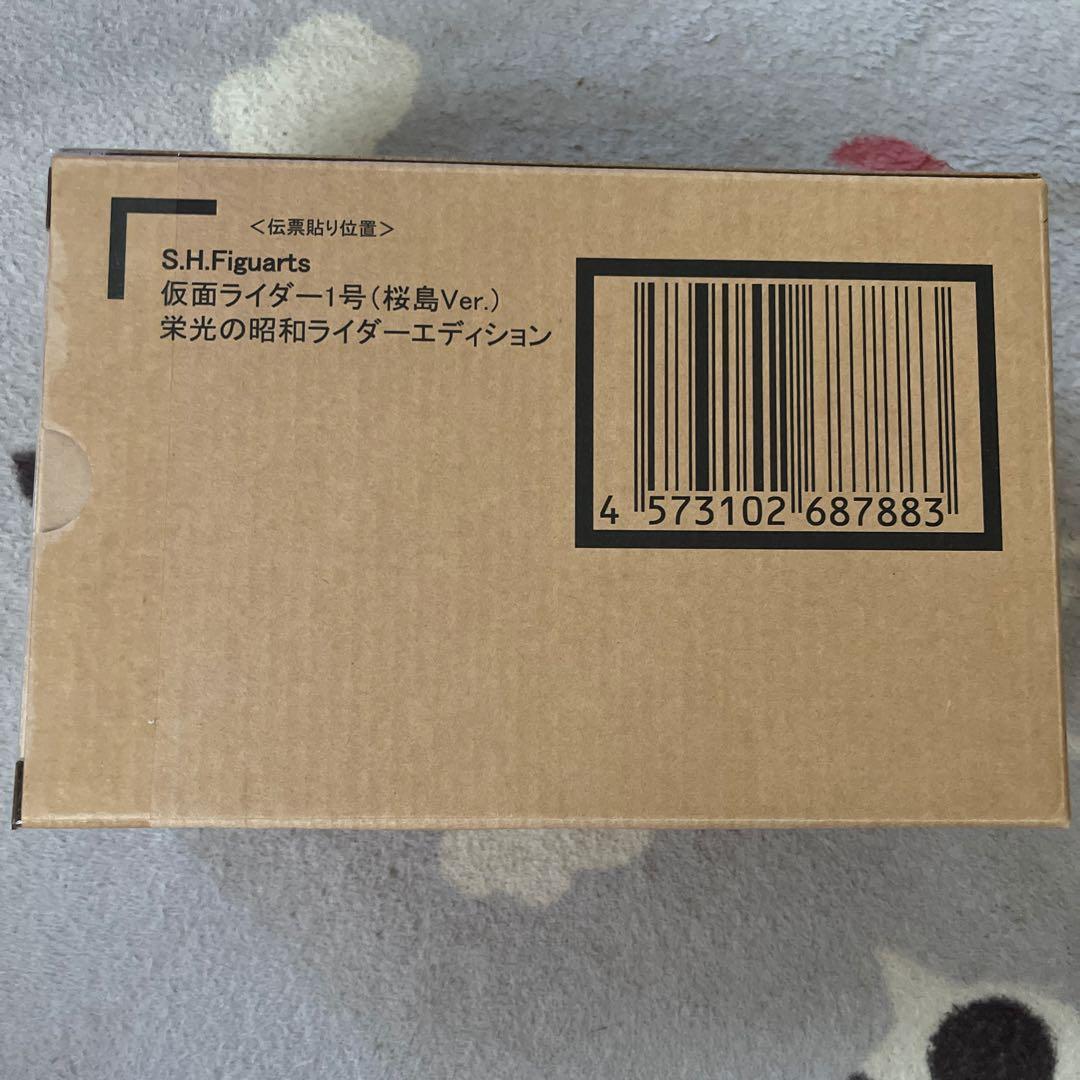 ＜伝票貼り位置＞
S.H.Figuarts
仮面ライダー1号（桜島Ver.）
栄光の昭和ライダーエディション
4 573102 687883